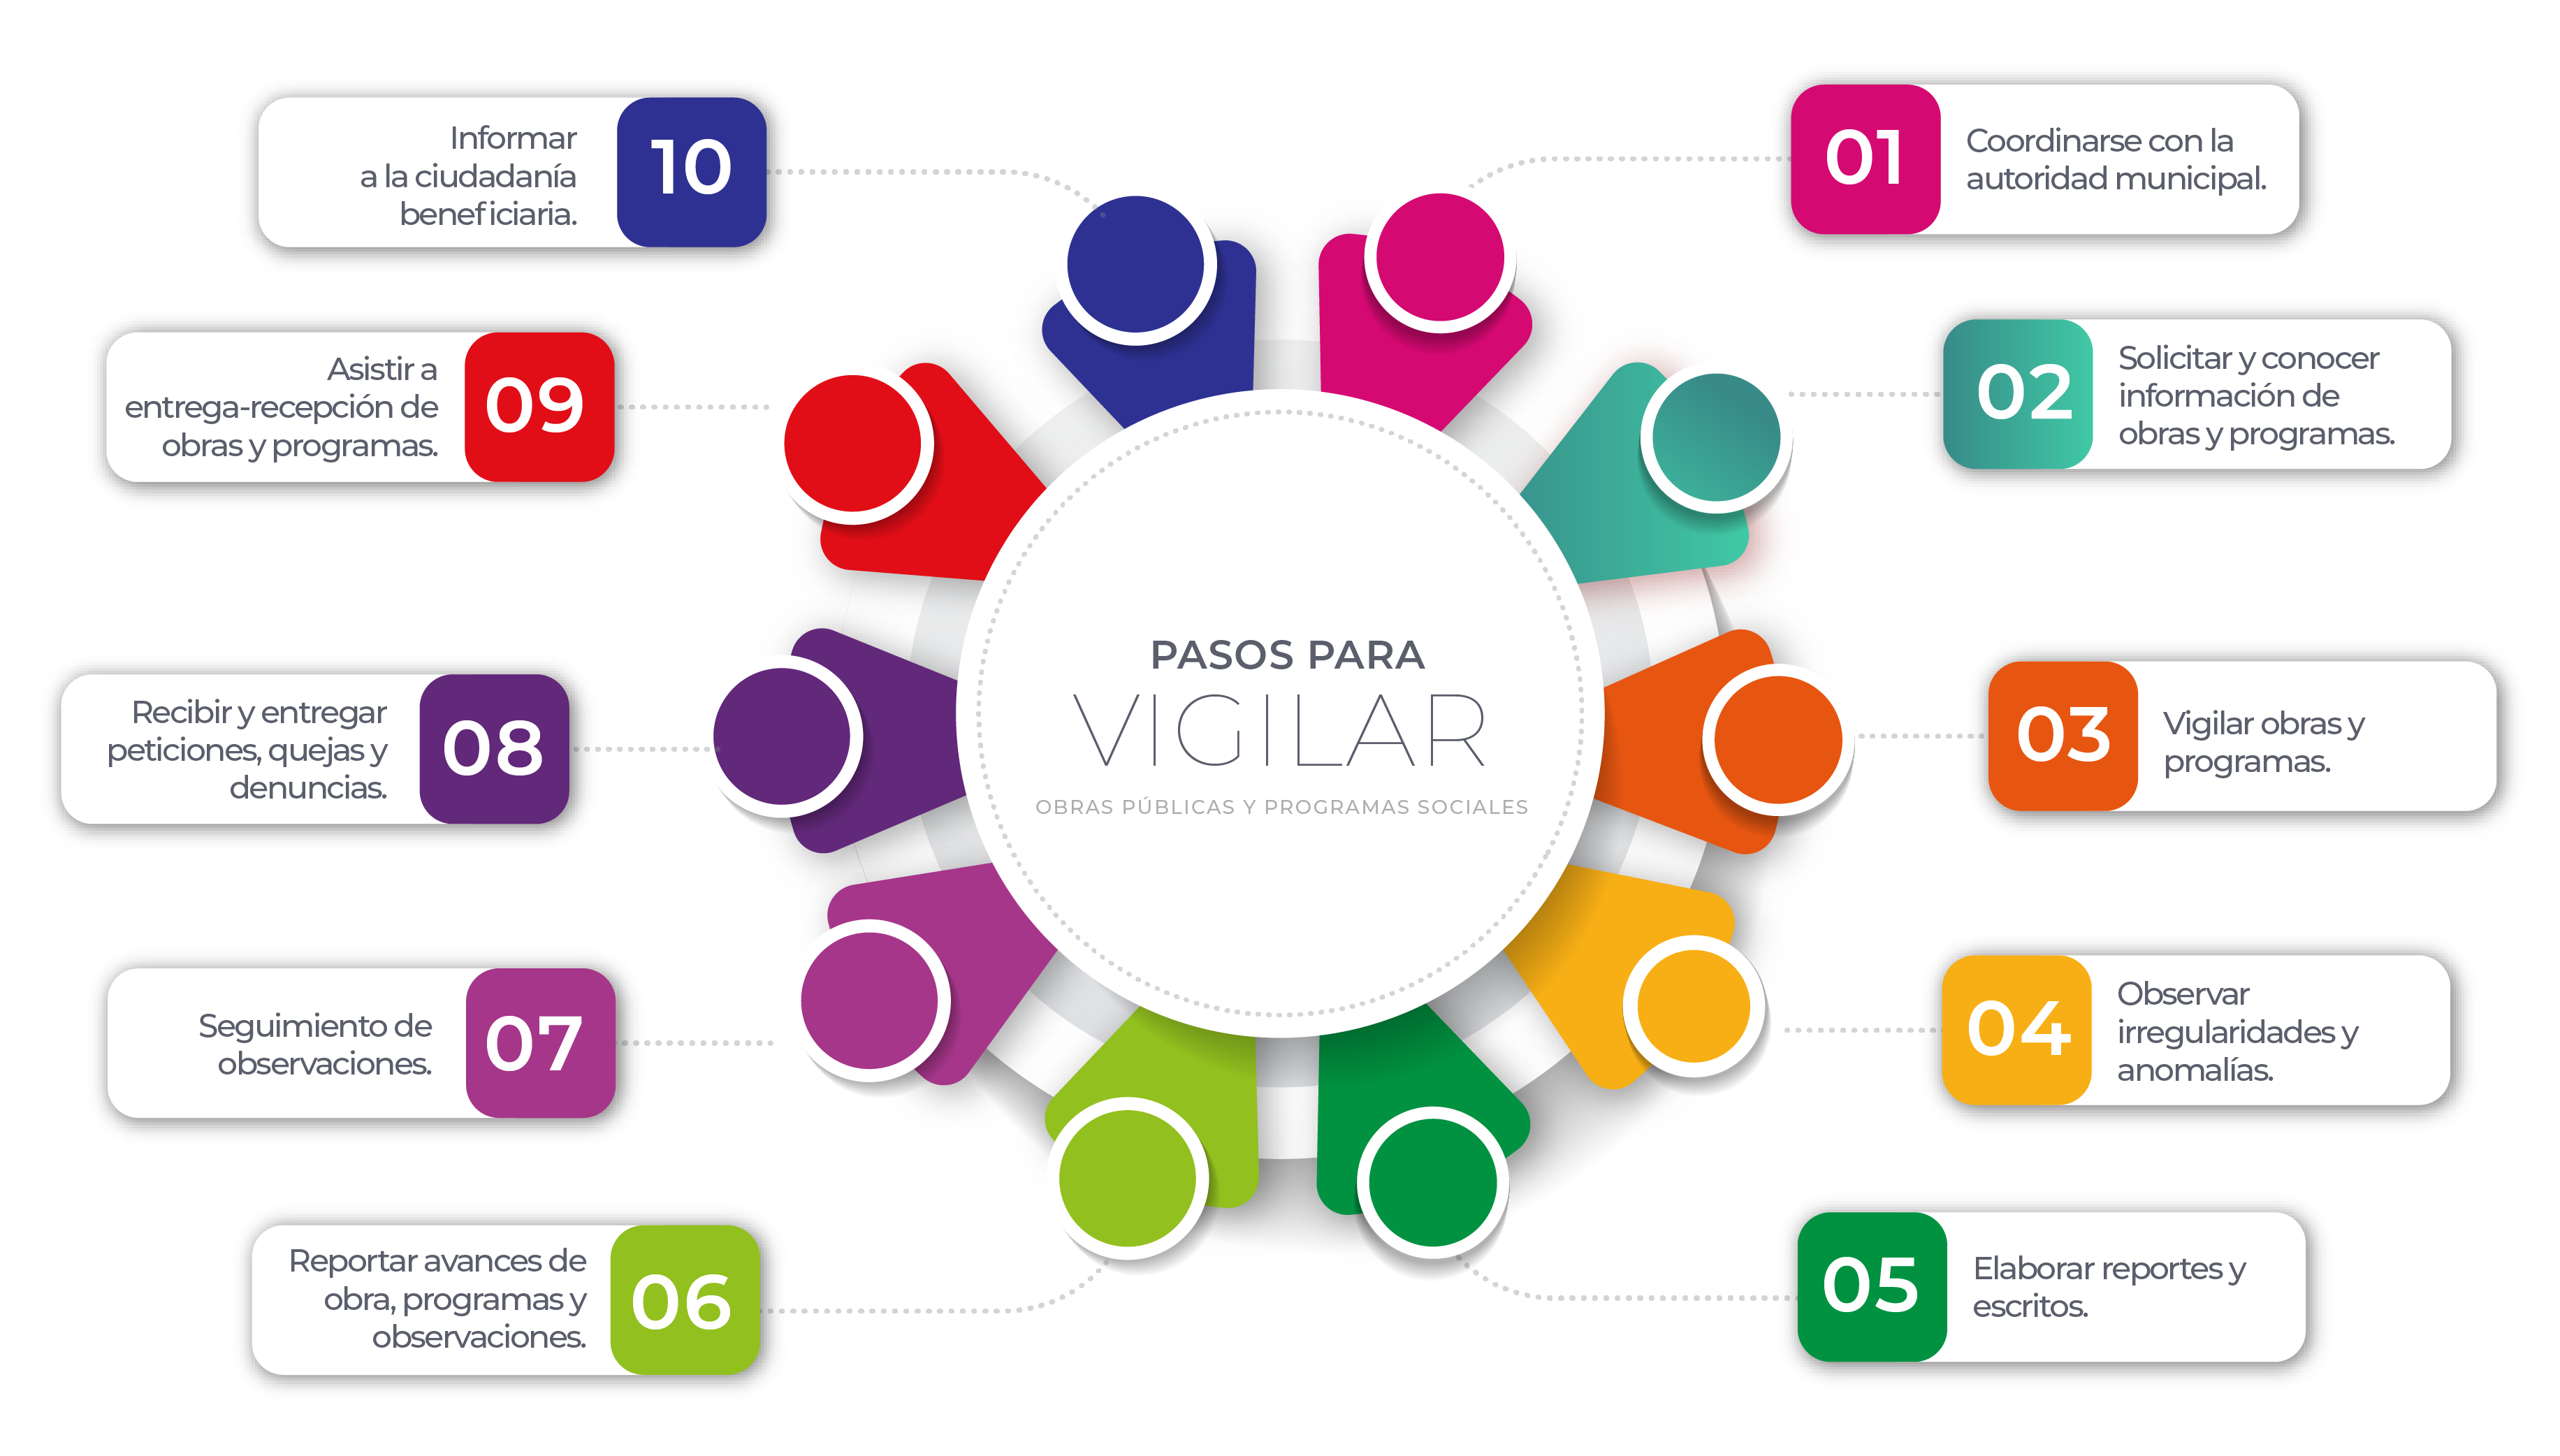 PASOS PARA
VIGILAR
OBRAS PÚBLICAS Y PROGRAMAS SOCIALES
01
Coordinarse con la
autoridad municipal.
02
Solicitar y conocer
información de
obras y programas.
03
Vigilar obras y
programas.
04
Observar
irregularidades y
anomalías.
05
Elaborar reportes y
escritos.
06
Reportar avances de
obra, programas y
observaciones.
07
Seguimiento de
observaciones.
08
Recibir y entregar
peticiones, quejas y
denuncias.
09
Asistir a
entrega-recepción de
obras y programas.
10
Informar
a la ciudadanía
beneficiaria.